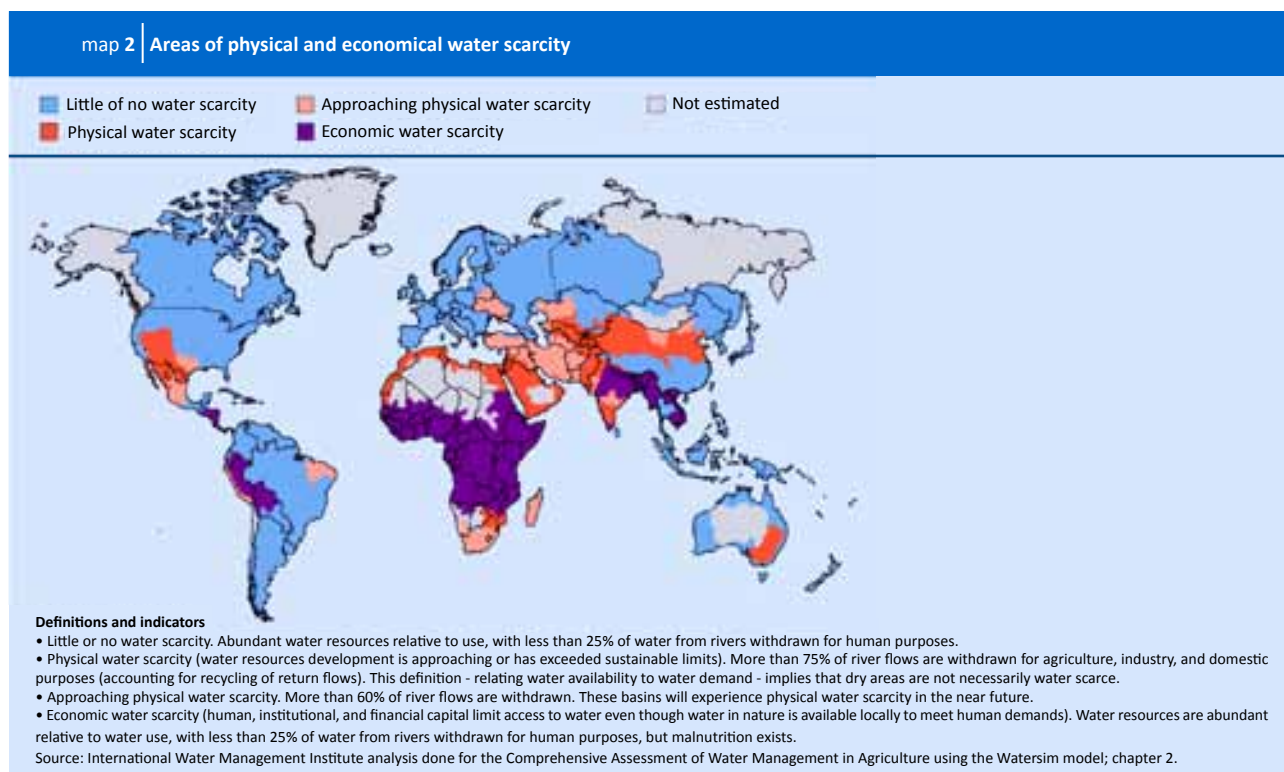 map 2 Areas of physical and economical water scarcity
Little of no water scarcity Approaching physical water scarcity Not estimated
Physical water scarcity Economic water scarcity
Definitions and indicators
• Little or no water scarcity. Abundant water resources relative to use, with less than 25% of water from rivers withdrawn for human purposes.
• Physical water scarcity (water resources development is approaching or has exceeded sustainable limits). More than 75% of river flows are withdrawn for agriculture, industry, and domestic
purposes (accounting for recycling of return flows). This definition - relating water availability to water demand - implies that dry areas are not necessarily water scarce.
• Approaching physical water scarcity. More than 60% of river flows are withdrawn. These basins will experience physical water scarcity in the near future.
• Economic water scarcity (human, institutional, and financial capital limit access to water even though water in nature is available locally to meet human demands). Water resources are abundant
relative to water use, with less than 25% of water from rivers withdrawn for human purposes, but malnutrition exists.
Source: International Water Management Institute analysis done for the Comprehensive Assessment of Water Management in Agriculture using the Watersim model; chapter 2.